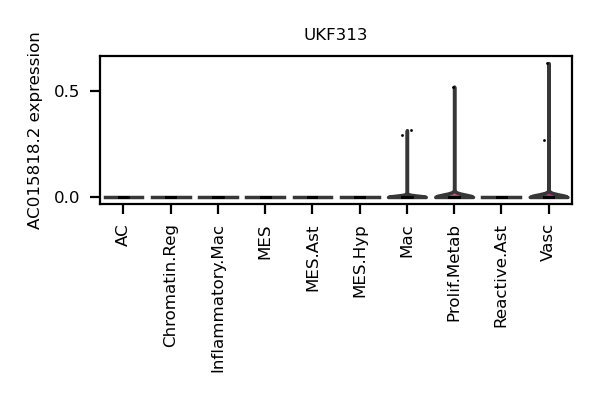 UKF313
AC015818.2 expression
0.5
0.0
AC
Chromatin.Reg
Inflammatory.Mac
MES
MES.Ast
MES.Hyp
Mac
Prolif.Metab
Reactive.Ast
Vasc